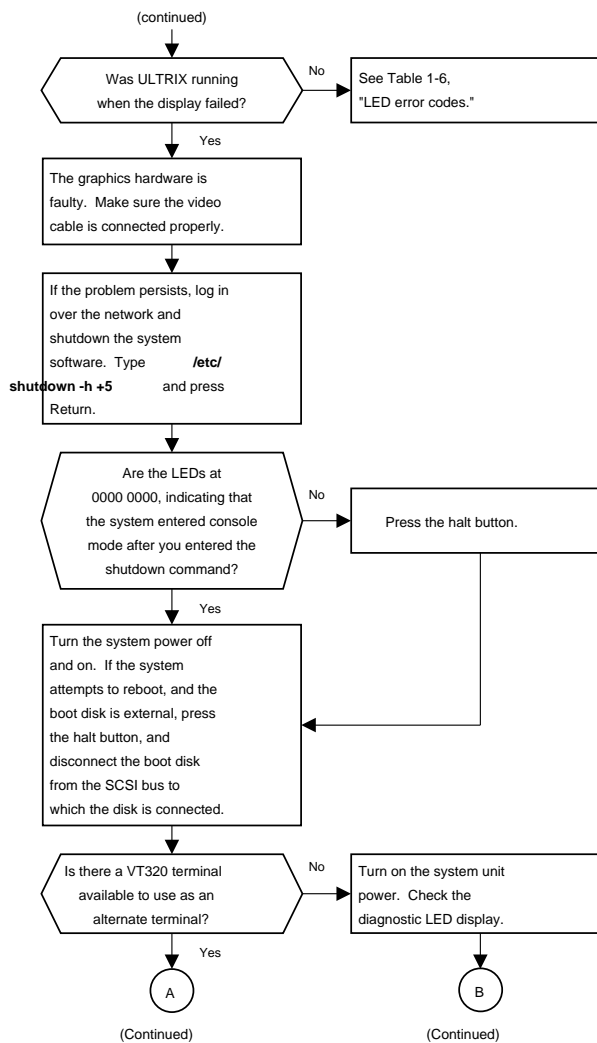 (continued)
Was ULTRIX running
when the display failed?
No
See Table 1-6,
"LED error codes."
Yes
The graphics hardware is
faulty.  Make sure the video
cable is connected properly.
If the problem persists, log in
over the network and
shutdown the system
software.  Type /etc/
shutdown -h +5 and press
Return.
Are the LEDs at
0000 0000, indicating that
the system entered console
mode after you entered the
shutdown command?
No
Press the halt button.
Yes
Turn the system power off
and on.  If the system
attempts to reboot, and the
boot disk is external, press
the halt button, and
disconnect the boot disk
from the SCSI bus to
which the disk is connected.
Is there a VT320 terminal
available to use as an
alternate terminal?
No
Turn on the system unit
power.  Check the
diagnostic LED display.
Yes
A
B
(Continued)
(Continued)